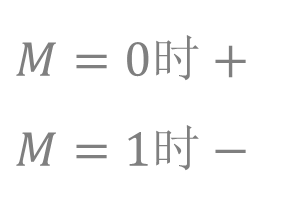 M = 0时 +
M = 1时 −